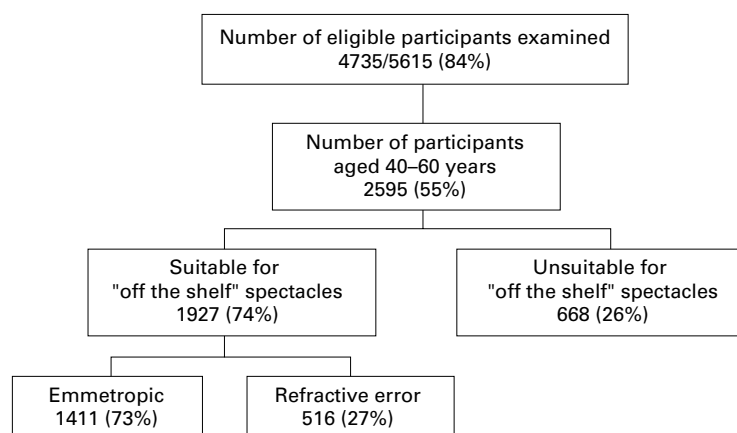 Number of eligible participants examined
4735/5615 (84%)
Number of participants
aged 40–60 years
2595 (55%)
Suitable for
"off the shelf" spectacles
1927 (74%)
Unsuitable for
"off the shelf" spectacles
668 (26%)
Emmetropic
1411 (73%)
Refractive error
516 (27%)